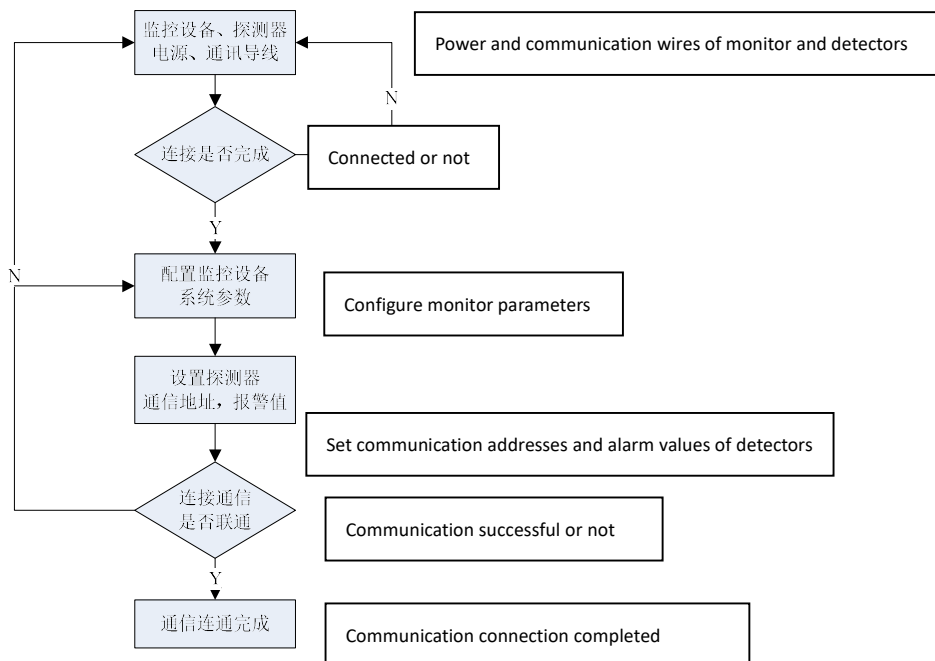 监控设备、探测器
电源、通讯导线
Power and communication wires of monitor and detectors
N
连接是否完成
Connected or not
Y
N
配置监控设备
系统参数
Configure monitor parameters
设置探测器
通信地址，报警值
Set communication addresses and alarm values of detectors
连接通信
是否联通
Communication successful or not
Y
通信连通完成
Communication connection completed